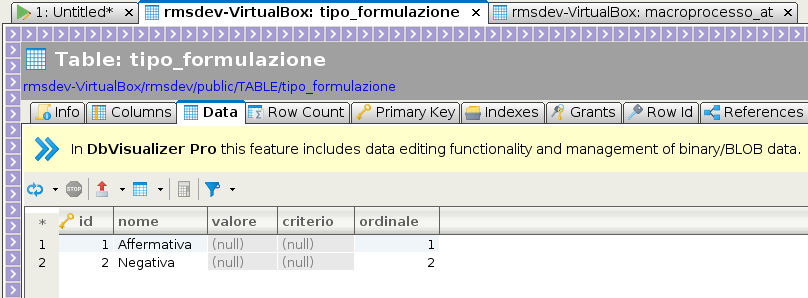 1: Untitled* × rmsdev-VirtualBox: tipo_formulazione × rmsdev-VirtualBox: macroprocesso_at
Table: tipo_formulazione
rmsdev-VirtualBox/rmsdev/public/TABLE/tipo_formulazione
Info Columns Data Row Count Primary Key Indexes Grants Row Id References
In DbVisualizer Pro this feature includes data editing functionality and management of binary/BLOB data.
STOP
* id nome valore criterio ordinale
1 1 Affermativa (null) (null) 1
2 2 Negativa (null) (null) 2